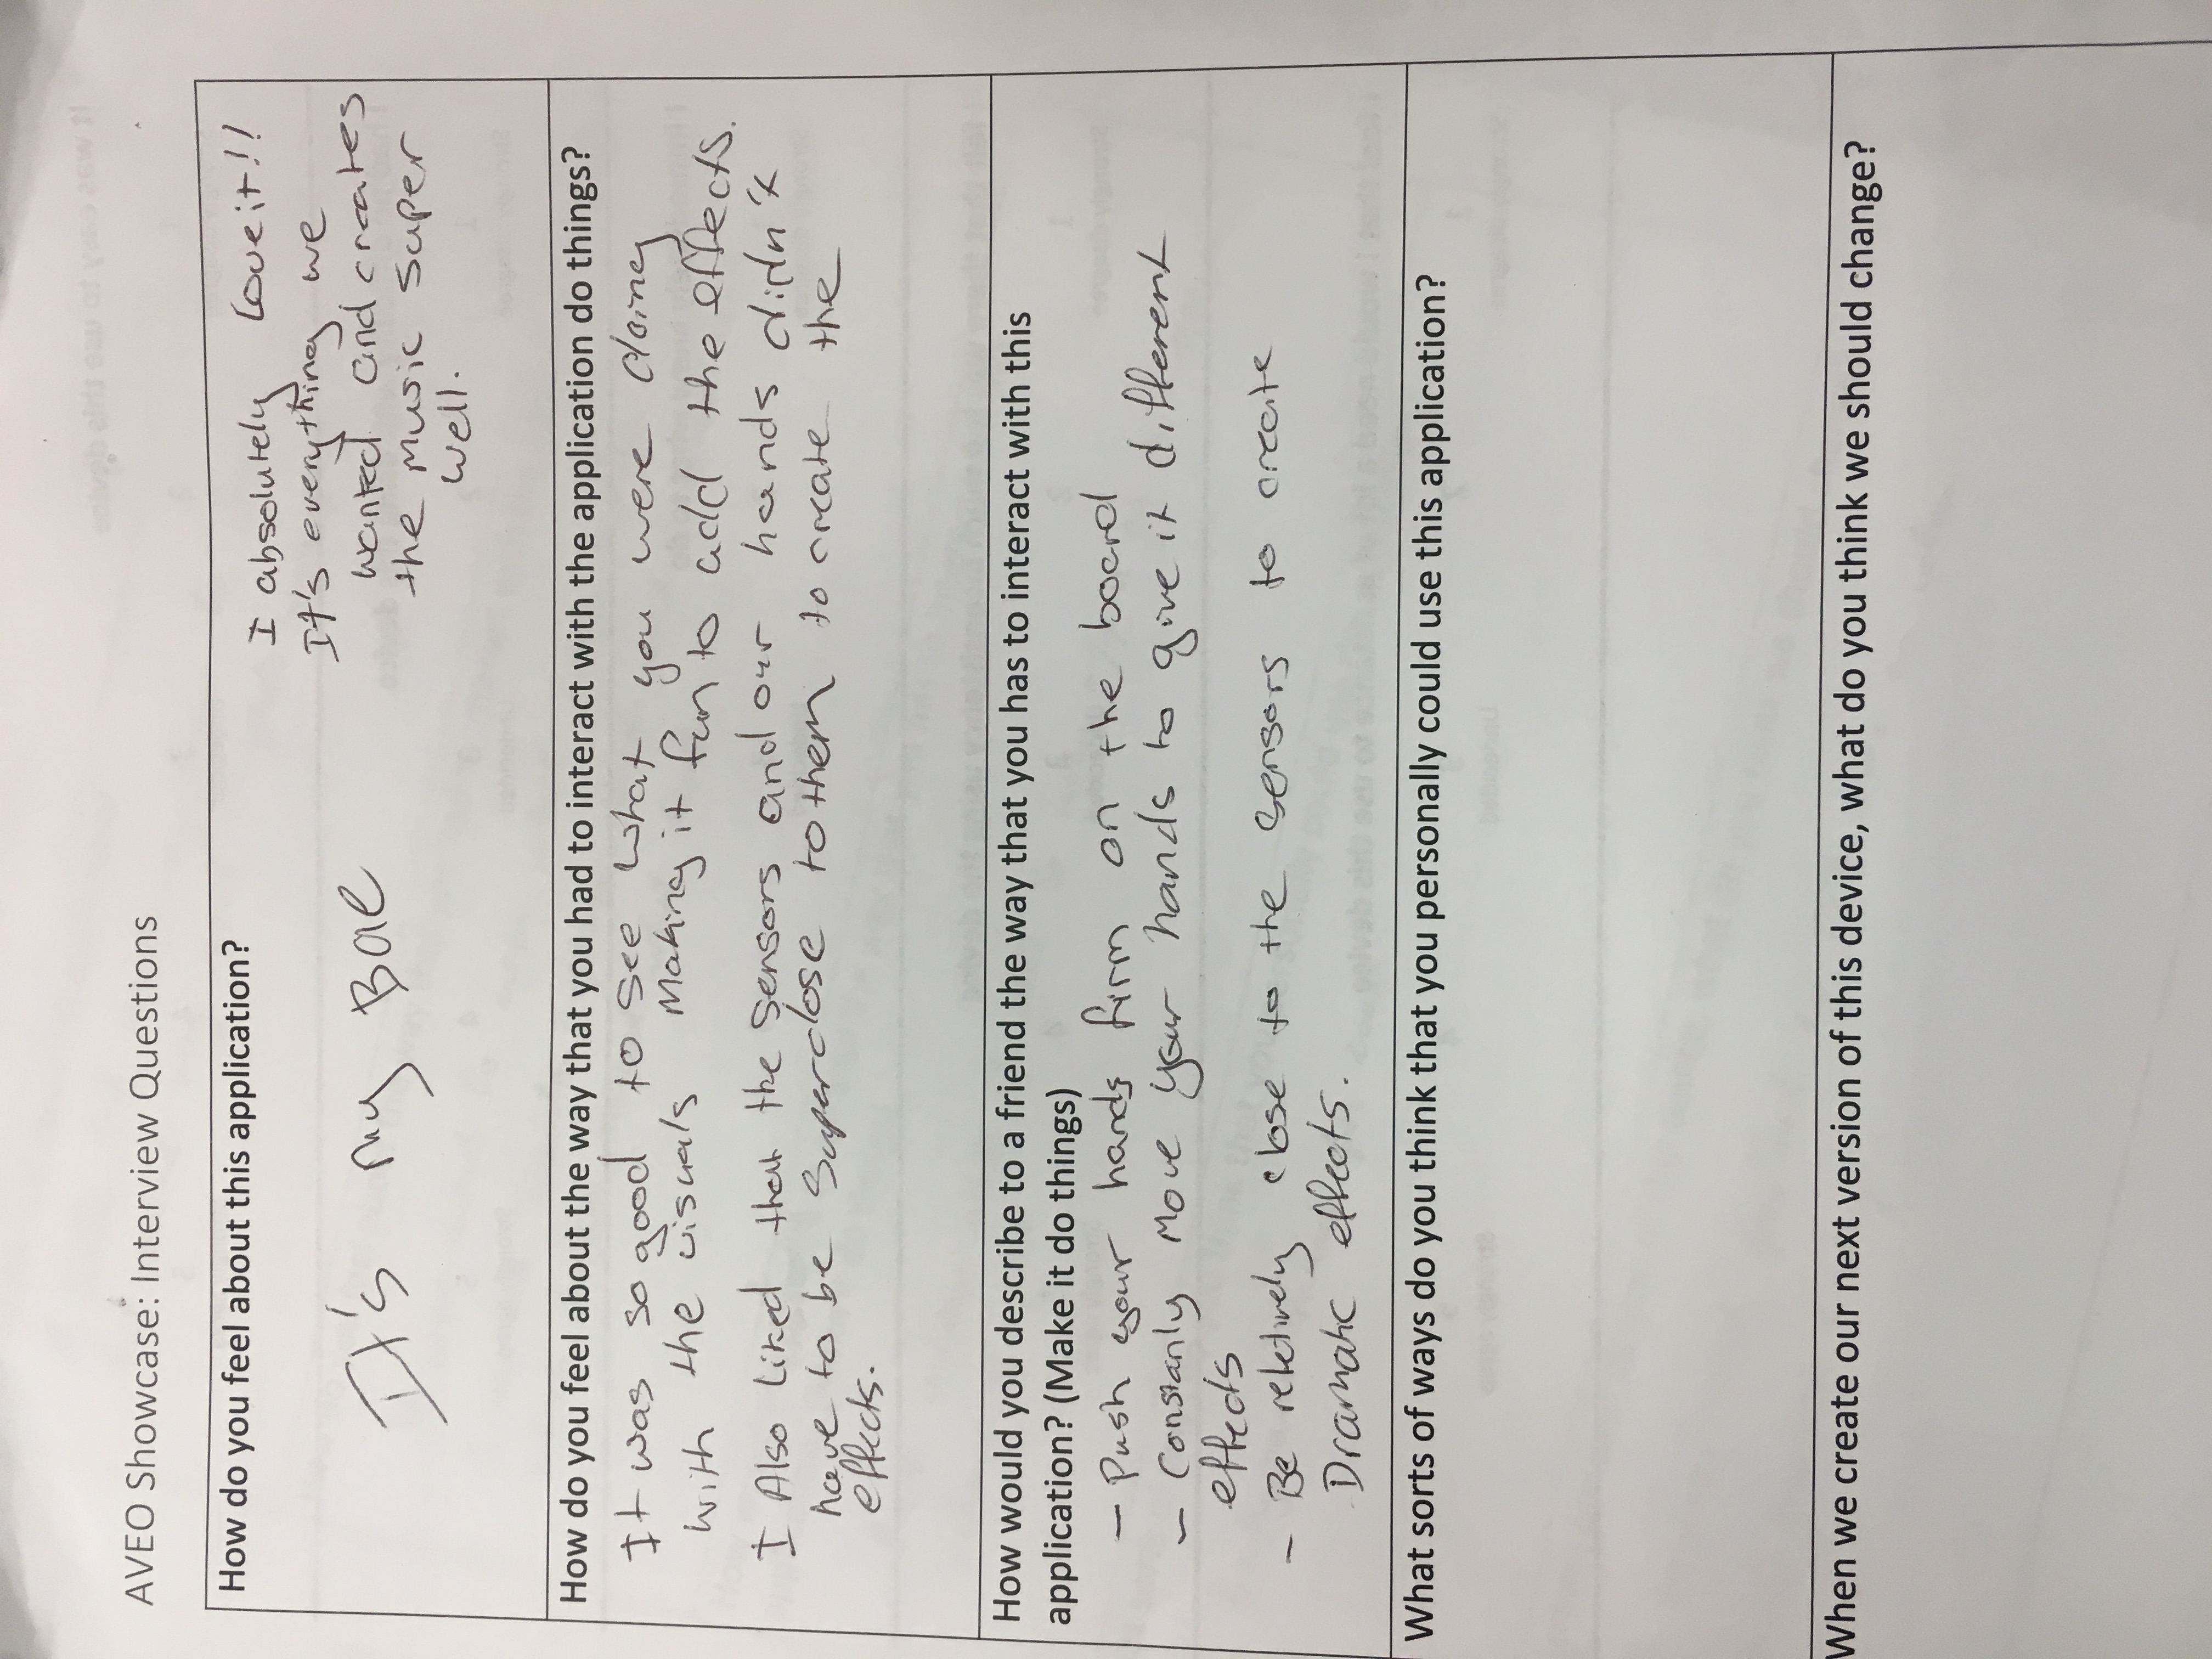 AVEO Showcase: Interview Questions
How do you feel about this application?
It's my Bae
I absolutely Love it!!
It's everything we
wanted and creates
the music super
well.
How do you feel about the way that you had to interact with the application do things?
It was so good to see what you were doing
with the visuals Making it fun to add the effects.
I Also liked that the sensors and our hands didn't
have to be super close to them to create the
effects.
How would you describe to a friend the way that you has to interact with this
application? (Make it do things)
- Push your hands firm on the board
- Constanly Move your hands to give it different
effects
- Be reletively close to the sensors to create
Dramatic effects.
What sorts of ways do you think that you personally could use this application?
When we create our next version of this device, what do you think we should change?